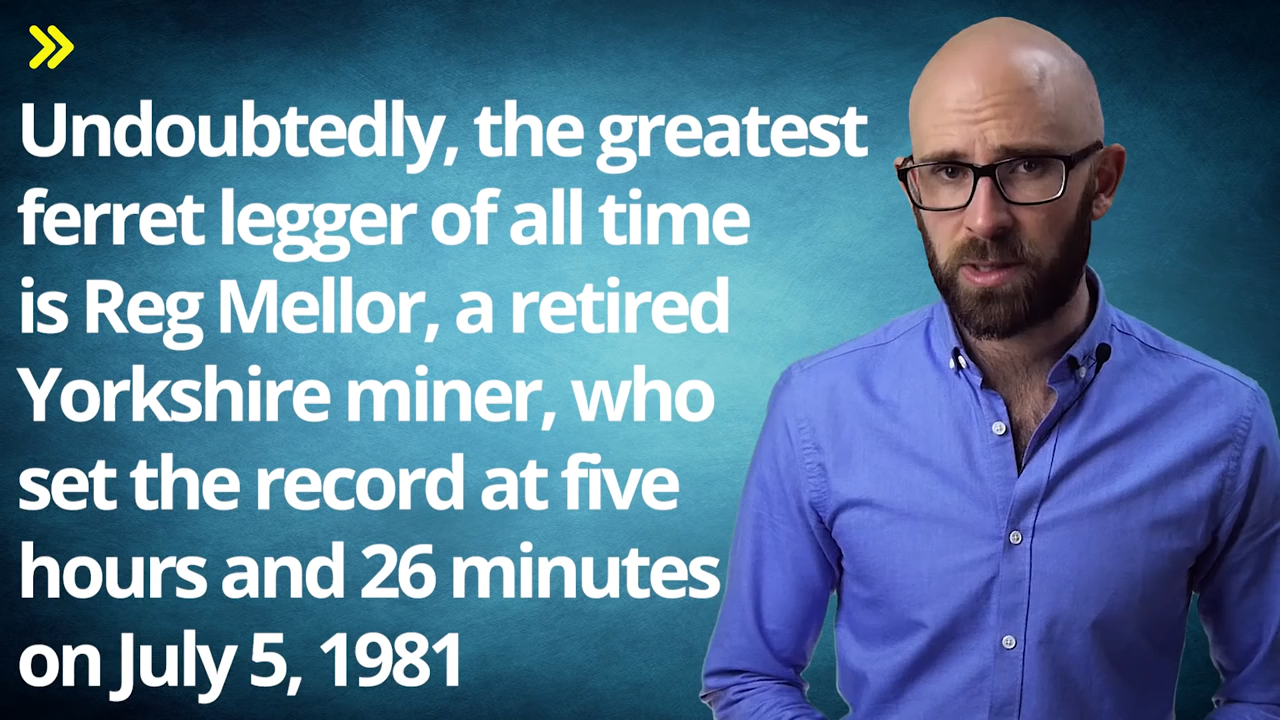 Undoubtedly, the greatest
ferret legger of all time
is Reg Mellor, a retired
Yorkshire miner, who
set the record at five
hours and 26 minutes
on July 5, 1981